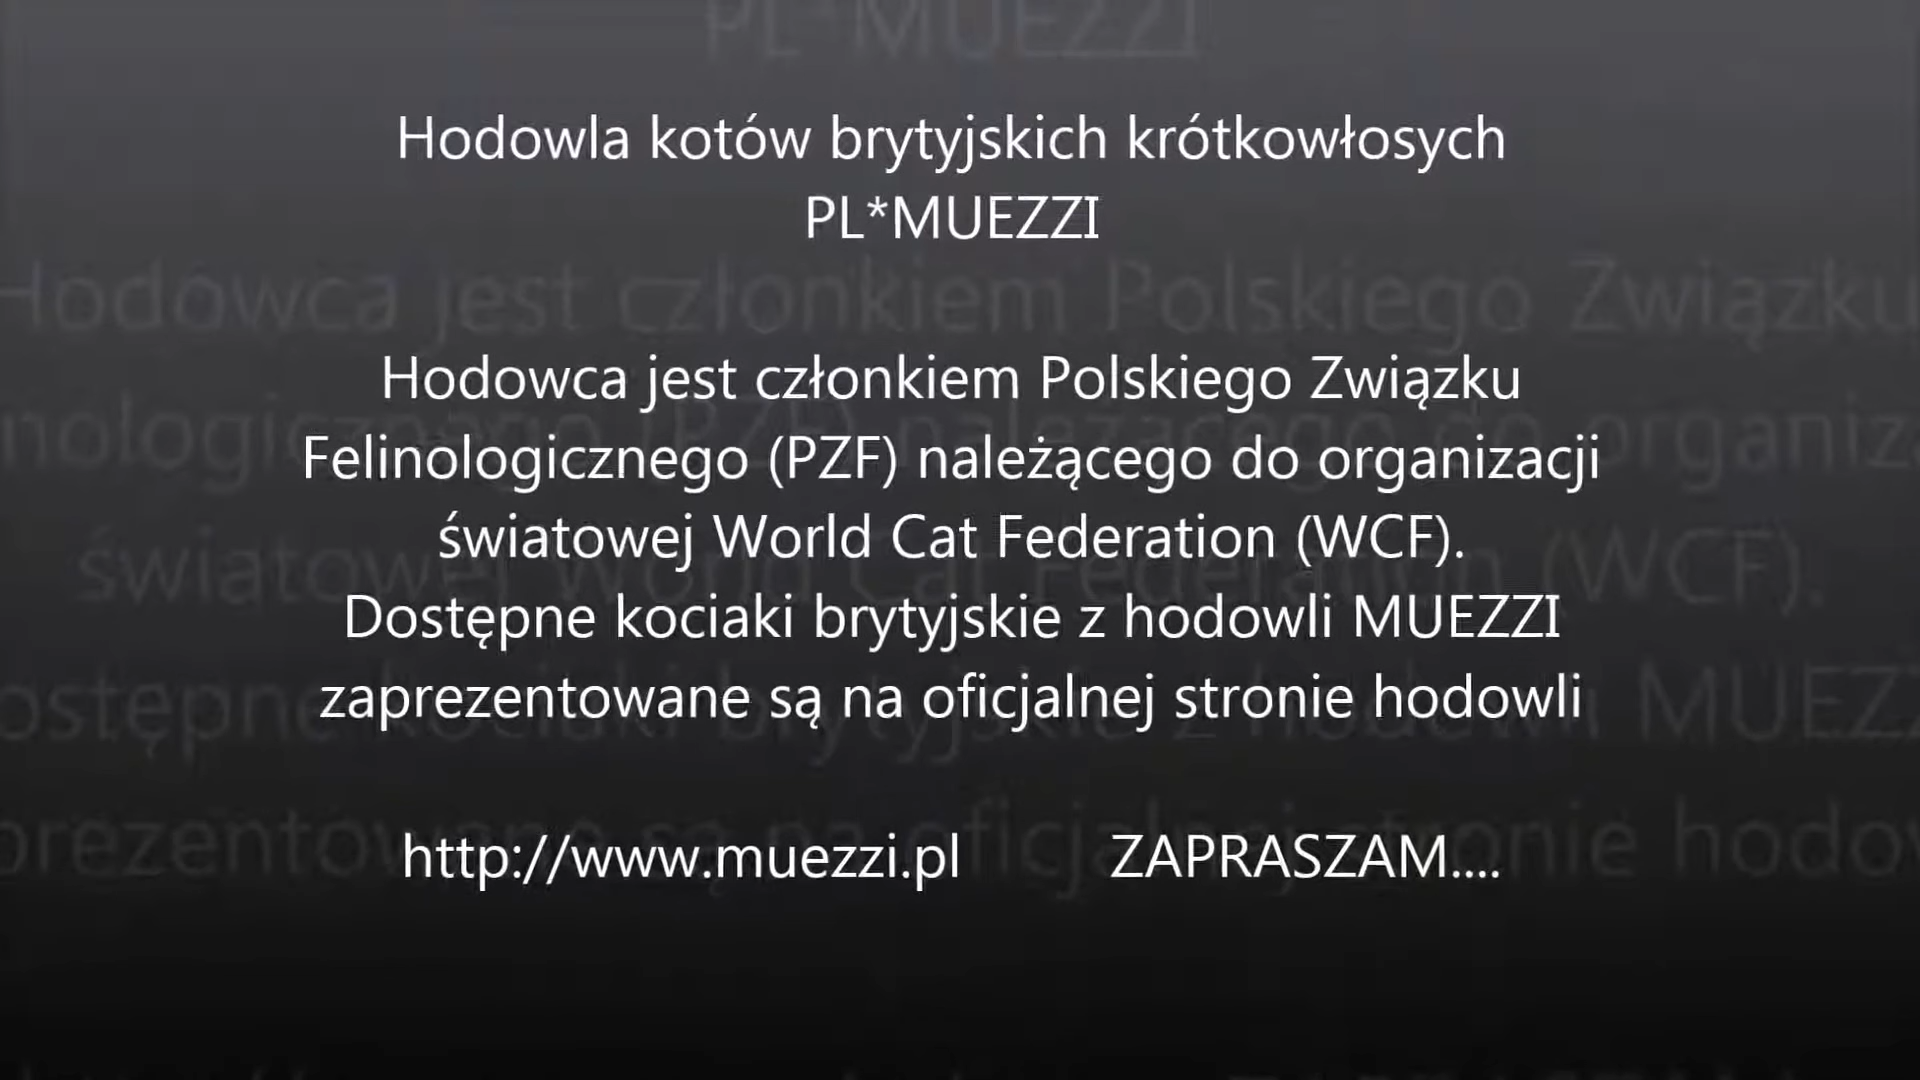 Hodowla kotów brytyjskich krótkowłosych
PL*MUEZZI
Hodowca jest członkiem Polskiego Związku
Felinologicznego (PZF) należącego do organizacji
światowej World Cat Federation (WCF).
Dostępne kociaki brytyjskie z hodowli MUEZZI
zaprezentowane są na oficjalnej stronie hodowli
http://www.muezzi.pl ZAPRASZAM....